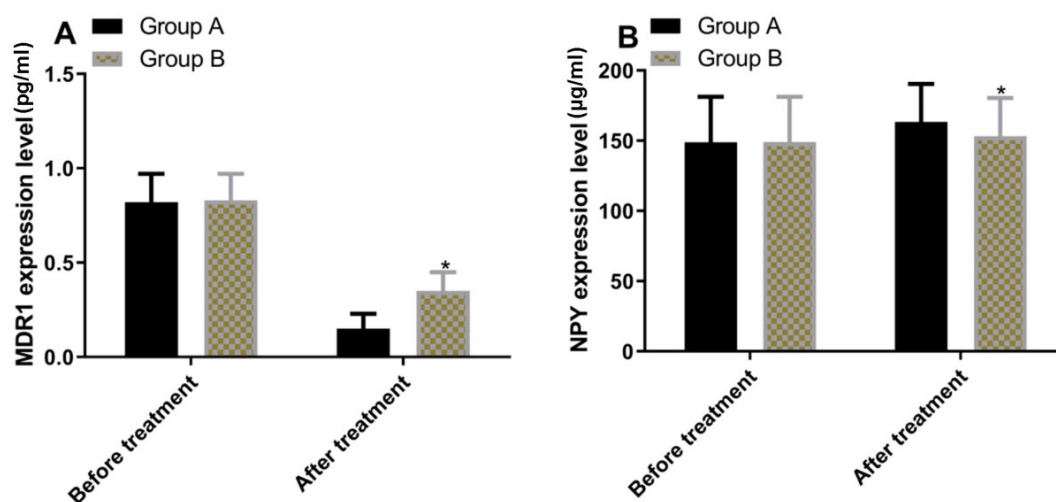 A
Group A
Group B
MDR1 expression level (pg/ml)
1.5
1.0
0.5
0.0
*
Before treatment
After treatment
B
Group A
Group B
NPY expression level (µg/ml)
200
150
100
50
0
*
Before treatment
After treatment